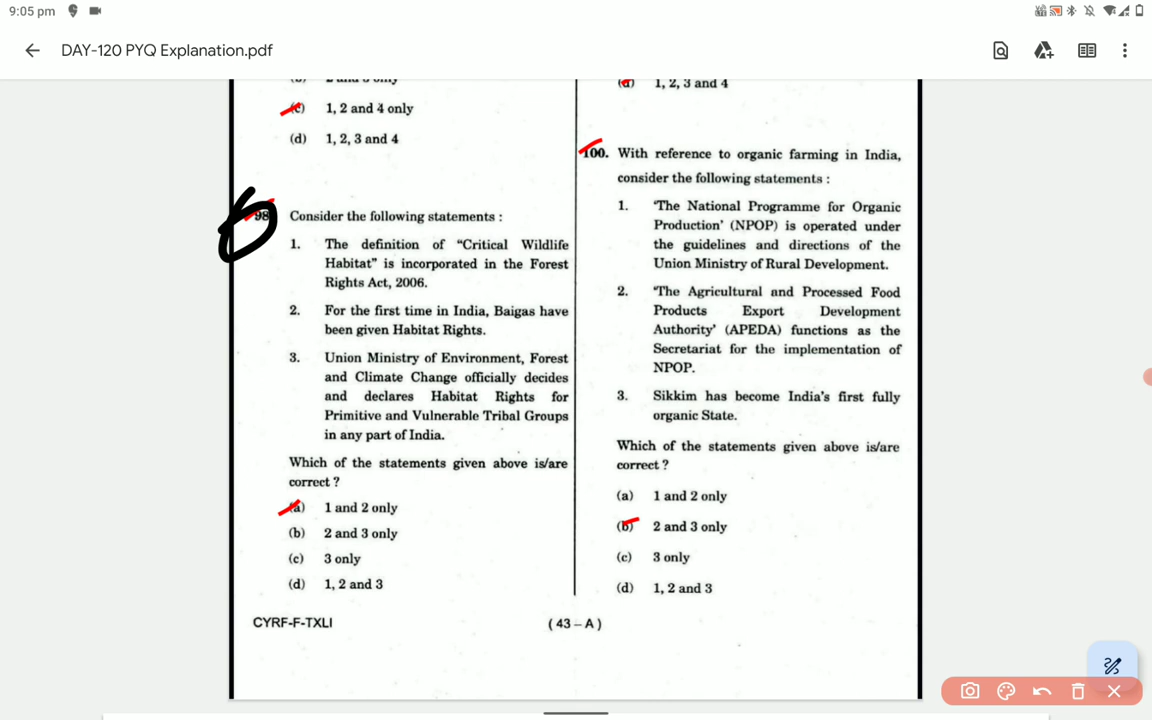 9:05 pm
DAY-120 PYQ Explanation.pdf
(c) 1, 2 and 4 only
(d) 1, 2, 3 and 4
98. Consider the following statements :
1. The definition of “Critical Wildlife
Habitat” is incorporated in the Forest
Rights Act, 2006.
2. For the first time in India, Baigas have
been given Habitat Rights.
3. Union Ministry of Environment, Forest
and Climate Change officially decides
and declares Habitat Rights for
Primitive and Vulnerable Tribal Groups
in any part of India.
Which of the statements given above is/are
correct ?
(a) 1 and 2 only
(b) 2 and 3 only
(c) 3 only
(d) 1, 2 and 3
CYRF-F-TXLI
(d) 1, 2, 3 and 4
100. With reference to organic farming in India,
consider the following statements :
1. ‘The National Programme for Organic
Production’ (NPOP) is operated under
the guidelines and directions of the
Union Ministry of Rural Development.
2. ‘The Agricultural and Processed Food
Products Export Development
Authority’ (APEDA) functions as the
Secretariat for the implementation of
NPOP.
3. Sikkim has become India’s first fully
organic State.
Which of the statements given above is/are
correct ?
(a) 1 and 2 only
(b) 2 and 3 only
(c) 3 only
(d) 1, 2 and 3
( 43 – A )